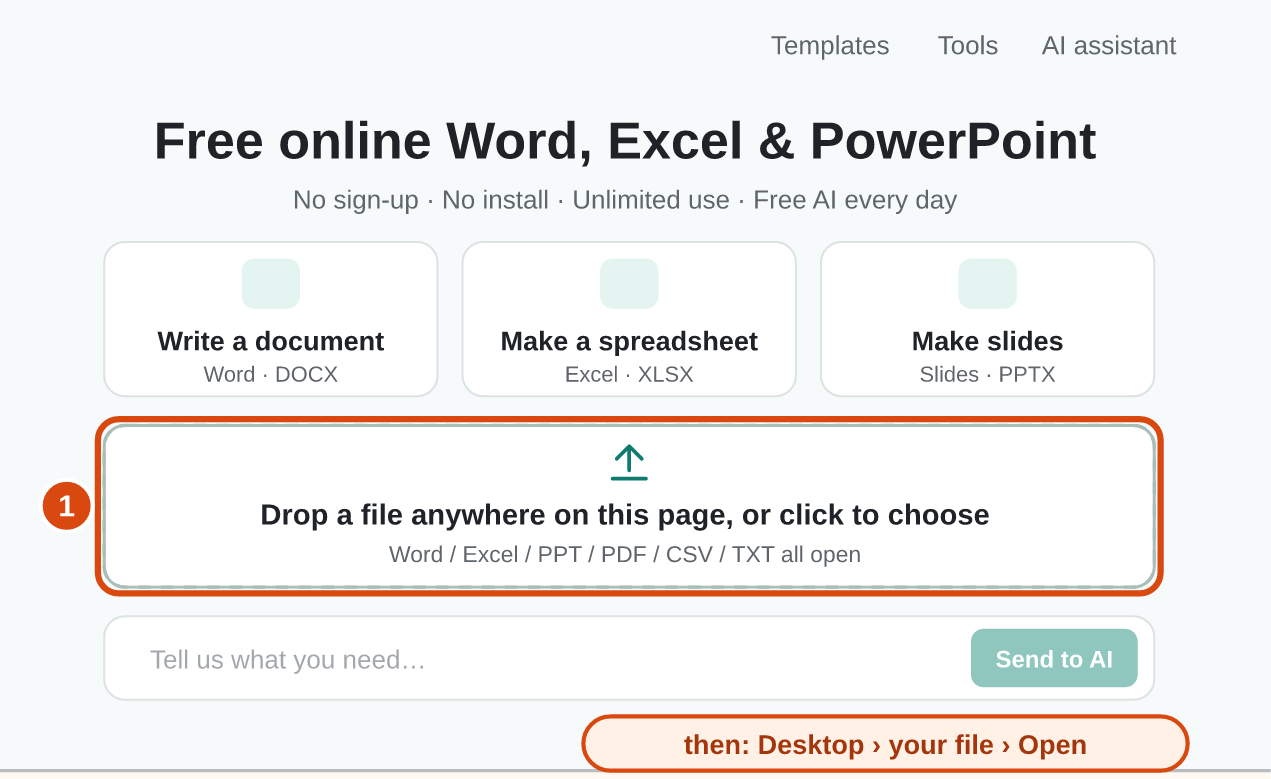 Templates Tools AI assistant
Free online Word, Excel & PowerPoint
No sign-up · No install · Unlimited use · Free AI every day
Write a document Make a spreadsheet Make slides
Word · DOCX Excel · XLSX Slides · PPTX
1
Drop a file anywhere on this page, or click to choose
Word / Excel / PPT / PDF / CSV / TXT all open
Tell us what you need… Send to AI
then: Desktop › your file › Open